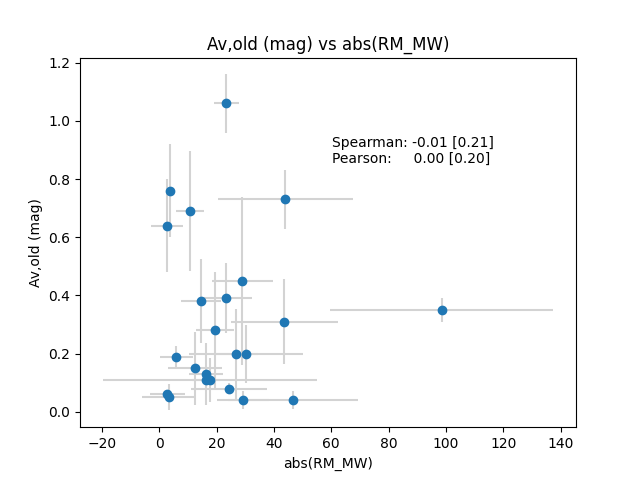 Av,old (mag) vs abs(RM_MW)
1.2
1.0
0.8
0.6
0.4
0.2
0.0
Av,old (mag)
Spearman: -0.01 [0.21]
Pearson: 0.00 [0.20]
−20 0 20 40 60 80 100 120 140
abs(RM_MW)